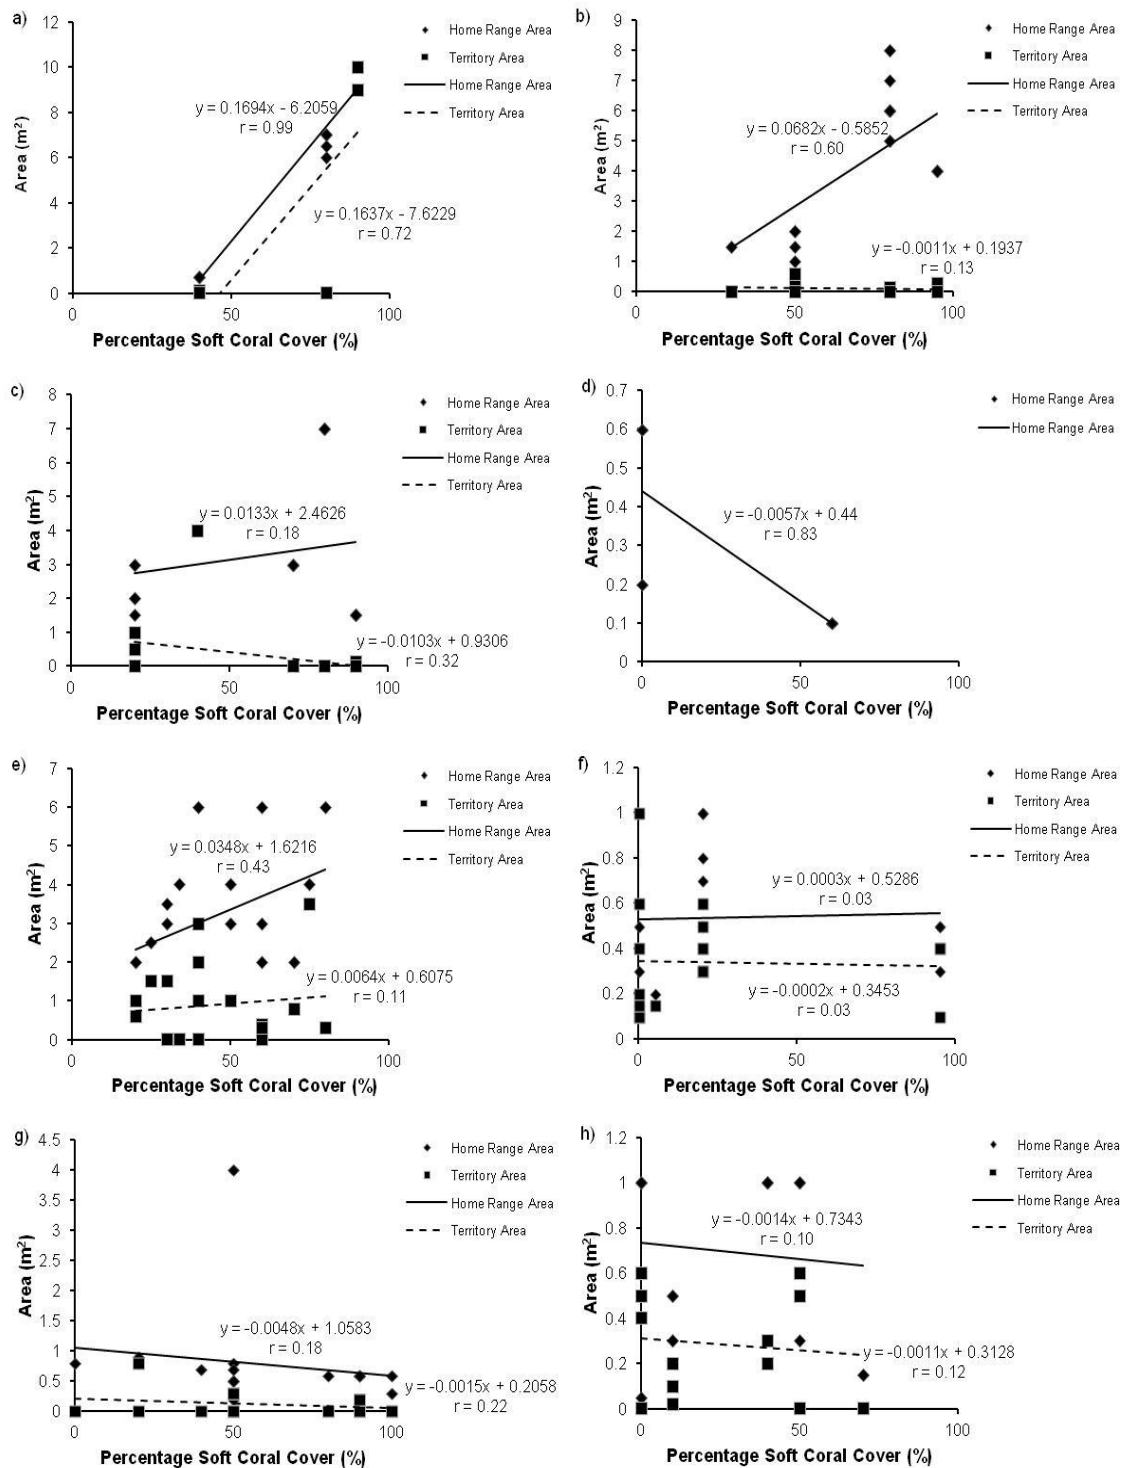 a)
12
10
8
6
4
2
0
Area (m²)
0 50 100
Percentage Soft Coral Cover (%)
Home Range Area
Territory Area
Home Range Area
Territory Area
y = 0.1694x - 6.2059
r = 0.99
y = 0.1637x - 7.6229
r = 0.72
b)
9
8
7
6
5
4
3
2
1
0
Area (m²)
0 50 100
Percentage Soft Coral Cover (%)
Home Range Area
Territory Area
Home Range Area
Territory Area
y = 0.0682x - 0.5852
r = 0.60
y = -0.0011x + 0.1937
r = 0.13
c)
8
7
6
5
4
3
2
1
0
Area (m²)
0 50 100
Percentage Soft Coral Cover (%)
Home Range Area
Territory Area
Home Range Area
Territory Area
y = 0.0133x + 2.4626
r = 0.18
y = -0.0103x + 0.9306
r = 0.32
d)
0.7
0.6
0.5
0.4
0.3
0.2
0.1
0
Area (m²)
0 50 100
Percentage Soft Coral Cover (%)
Home Range Area
Home Range Area
y = -0.0057x + 0.44
r = 0.83
e)
7
6
5
4
3
2
1
0
Area (m²)
0 50 100
Percentage Soft Coral Cover (%)
Home Range Area
Territory Area
Home Range Area
Territory Area
y = 0.0348x + 1.6216
r = 0.43
y = 0.0064x + 0.6075
r = 0.11
f)
1.2
1
0.8
0.6
0.4
0.2
0
Area (m²)
0 50 100
Percentage Soft Coral Cover (%)
Home Range Area
Territory Area
Home Range Area
Territory Area
y = 0.0003x + 0.5286
r = 0.03
y = -0.0002x + 0.3453
r = 0.03
g)
4.5
4
3.5
3
2.5
2
1.5
1
0.5
0
Area (m²)
0 50 100
Percentage Soft Coral Cover (%)
Home Range Area
Territory Area
Home Range Area
Territory Area
y = -0.0048x + 1.0583
r = 0.18
y = -0.0015x + 0.2058
r = 0.22
h)
1.2
1
0.8
0.6
0.4
0.2
0
Area (m²)
0 50 100
Percentage Soft Coral Cover (%)
Home Range Area
Territory Area
Home Range Area
Territory Area
y = -0.0014x + 0.7343
r = 0.10
y = -0.0011x + 0.3128
r = 0.12